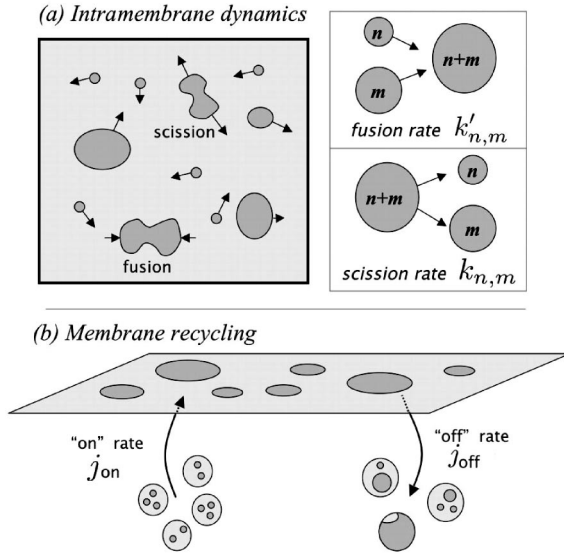 (a) Intramembrane dynamics
scission
fusion
n
m
n+m
fusion rate k′n,m
n+m
n
m
scission rate kn,m
(b) Membrane recycling
"on" rate
jon
"off" rate
joff